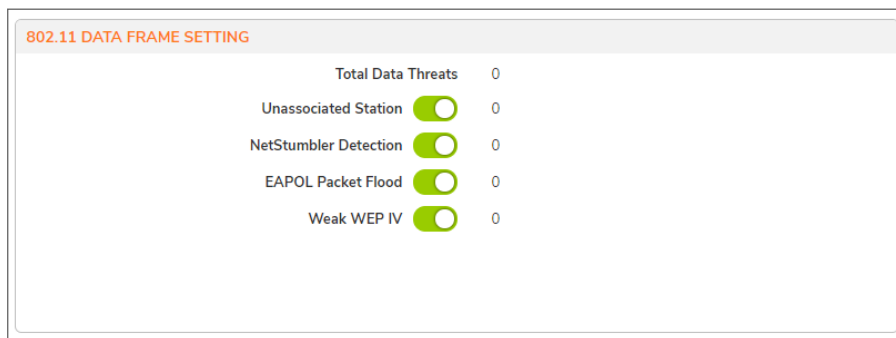 802.11 DATA FRAME SETTING
Total Data Threats 0
Unassociated Station 0
NetStumbler Detection 0
EAPOL Packet Flood 0
Weak WEP IV 0